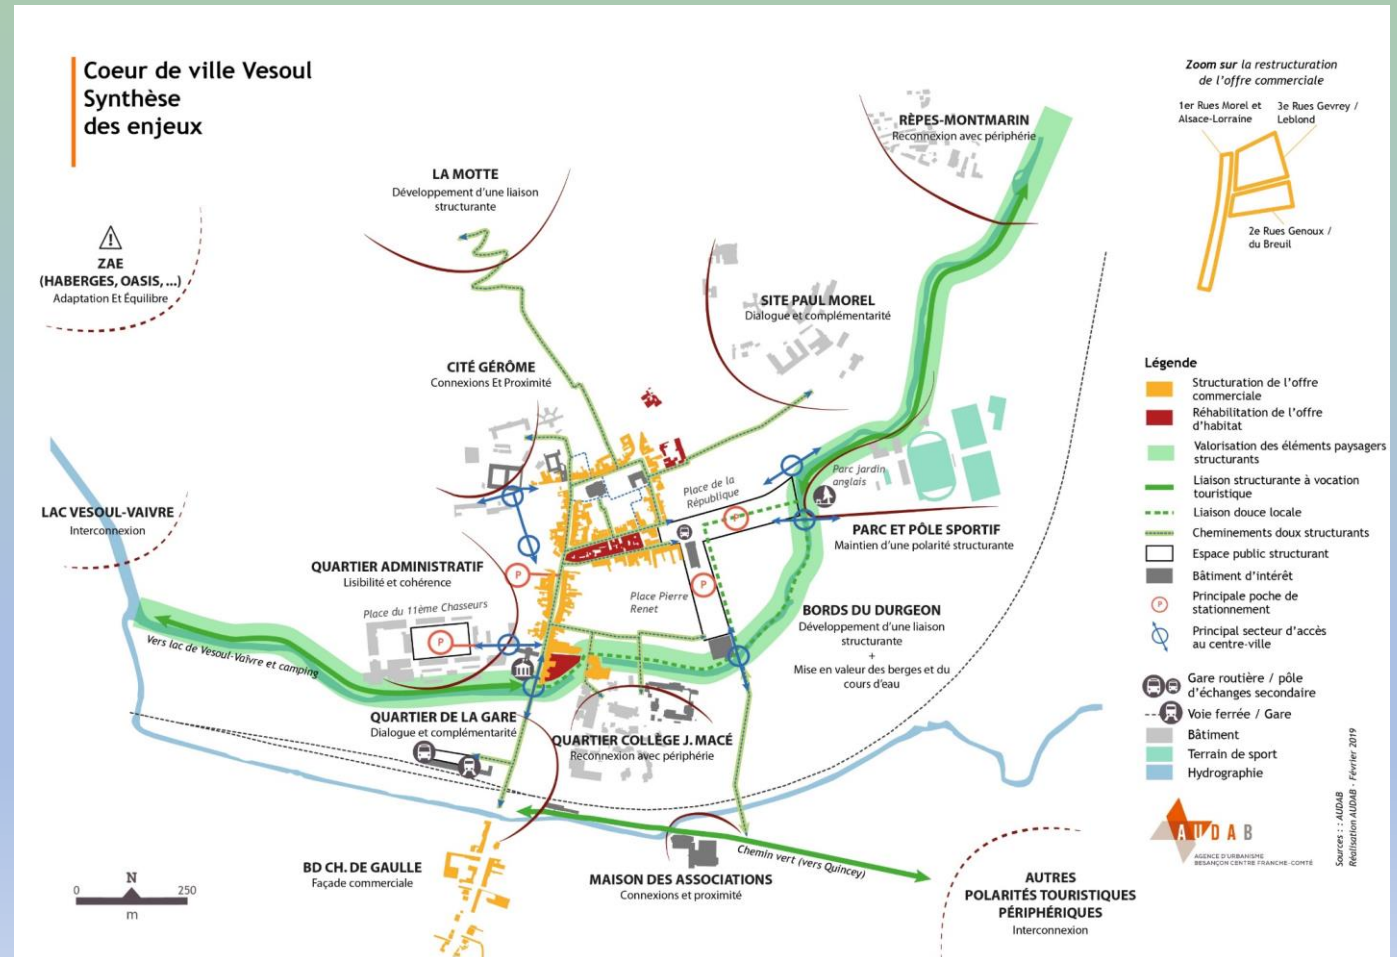 Coeur de ville Vesoul
Synthèse
des enjeux
Zoom sur la restructuration
de l'offre commerciale
1er Rues Morel et
Alsace-Lorraine
3e Rues Gevrey /
Leblond
2e Rues Genoux /
du Breuil
RÈPES-MONTMARIN
Reconnexion avec périphérie
LA MOTTE
Développement d'une liaison
structurante
ZAE
(HABERGES, OASIS, ...)
Adaptation Et Équilibre
SITE PAUL MOREL
Dialogue et complémentarité
CITÉ GÉRÔME
Connexions Et Proximité
Parc Jardin
anglais
Place de la
République
P
LAC VESOUL-VAIVRE
Interconnexion
PARC ET PÔLE SPORTIF
Maintien d'une polarité structurante
QUARTIER ADMINISTRATIF
Lisibilité et cohérence
P
P
Place Pierre
Renet
Place du 11ème Chasseurs
P
BORDS DU DURGEON
Développement d'une liaison
structurante
+
Mise en valeur des berges et du
cours d'eau
Vers lac de Vesoul-Vaivre et camping
QUARTIER DE LA GARE
Dialogue et complémentarité
QUARTIER COLLÈGE J. MACÉ
Reconnexion avec périphérie
BD CH. DE GAULLE
Façade commerciale
MAISON DES ASSOCIATIONS
Connexions et proximité
Chemin vert (vers Quincey)
AUTRES
POLARITÉS TOURISTIQUES
PÉRIPHÉRIQUES
Interconnexion
0 N 250
m
Légende
Structuration de l'offre
commerciale
Réhabilitation de l'offre
d'habitat
Valorisation des éléments paysagers
structurants
Liaison structurante à vocation
touristique
Liaison douce locale
Cheminements doux structurants
Espace public structurant
Bâtiment d'intérêt
P
Principale poche de
stationnement
Principal secteur d'accès
au centre-ville
Gare routière / pôle
d'échanges secondaire
Voie ferrée / Gare
Bâtiment
Terrain de sport
Hydrographie
AUDAB
AGENCE D'URBANISME
BESANÇON CENTRE FRANCHE-COMTÉ
Sources : : AUDAB
Réalisation AUDAB - Février 2019